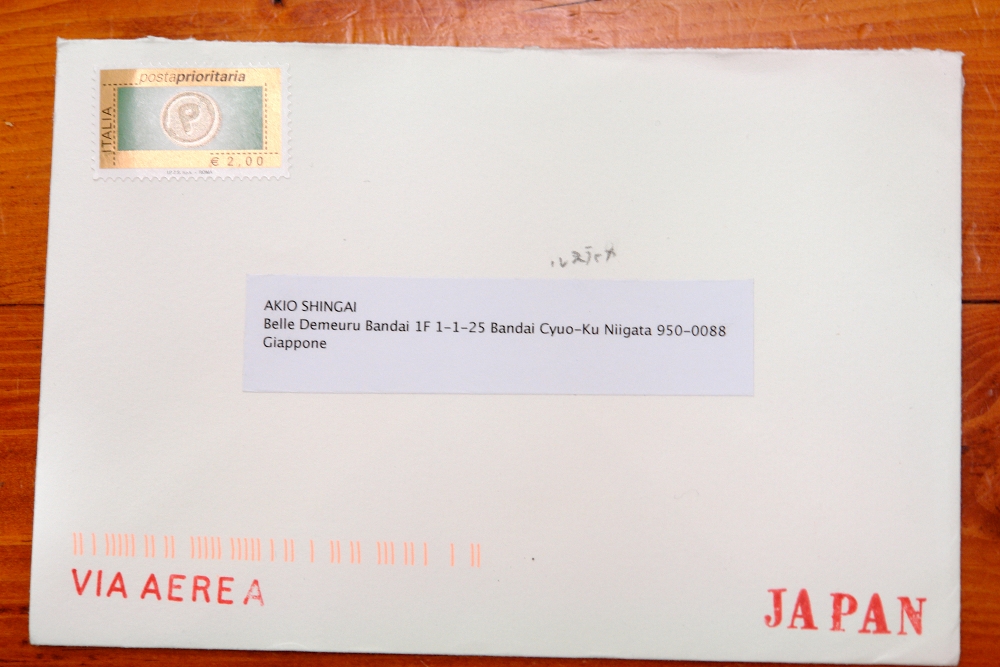 postaprioritaria
ITALIA
€ 2,00
AKIO SHINGAI
Belle Demeuru Bandai 1F 1-1-25 Bandai Cyuo-Ku Niigata 950-0088
Giappone
VIA AEREA
JAPAN